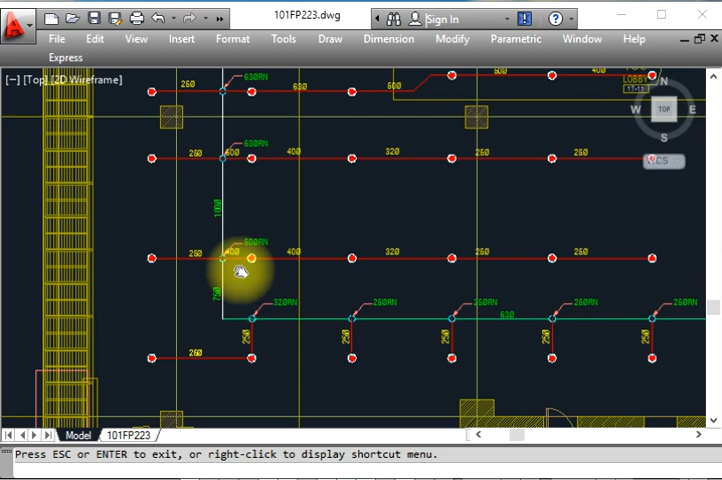 101FP223.dwg
Sign In
File Edit View Insert Format Tools Draw Dimension Modify Parametric Window Help
Express
[−] [Top] [2D Wireframe]
630RN
250 630 500 500 400
LOBBY
17-11
N
W TOP E
S
630RN
250 500 400 320 250 250
WCS
1000
500RN
250 400 400 320 250 250
750
320RN 250RN 250RN 250RN 250RN
630
250 250 250 250 250
250
Model 101FP223
Press ESC or ENTER to exit, or right-click to display shortcut menu.